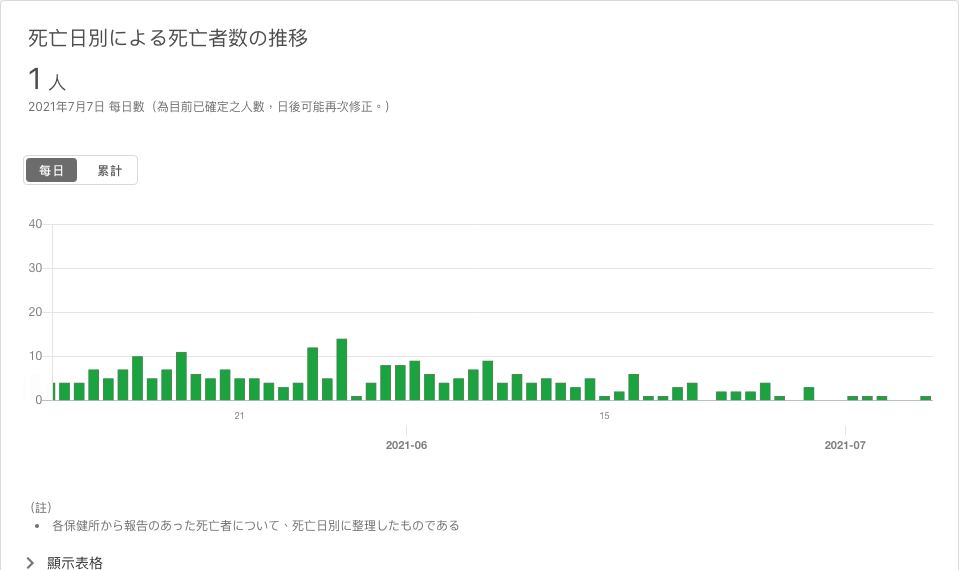 死亡日別による死亡者数の推移
1 人
2021年7月7日 每日數（為目前已確定之人數，日後可能再次修正。）
每日 累計
40
30
20
10
0
21 15
2021-06 2021-07
（註）
• 各保健所から報告のあった死亡者について、死亡日別に整理したものである
顯示表格